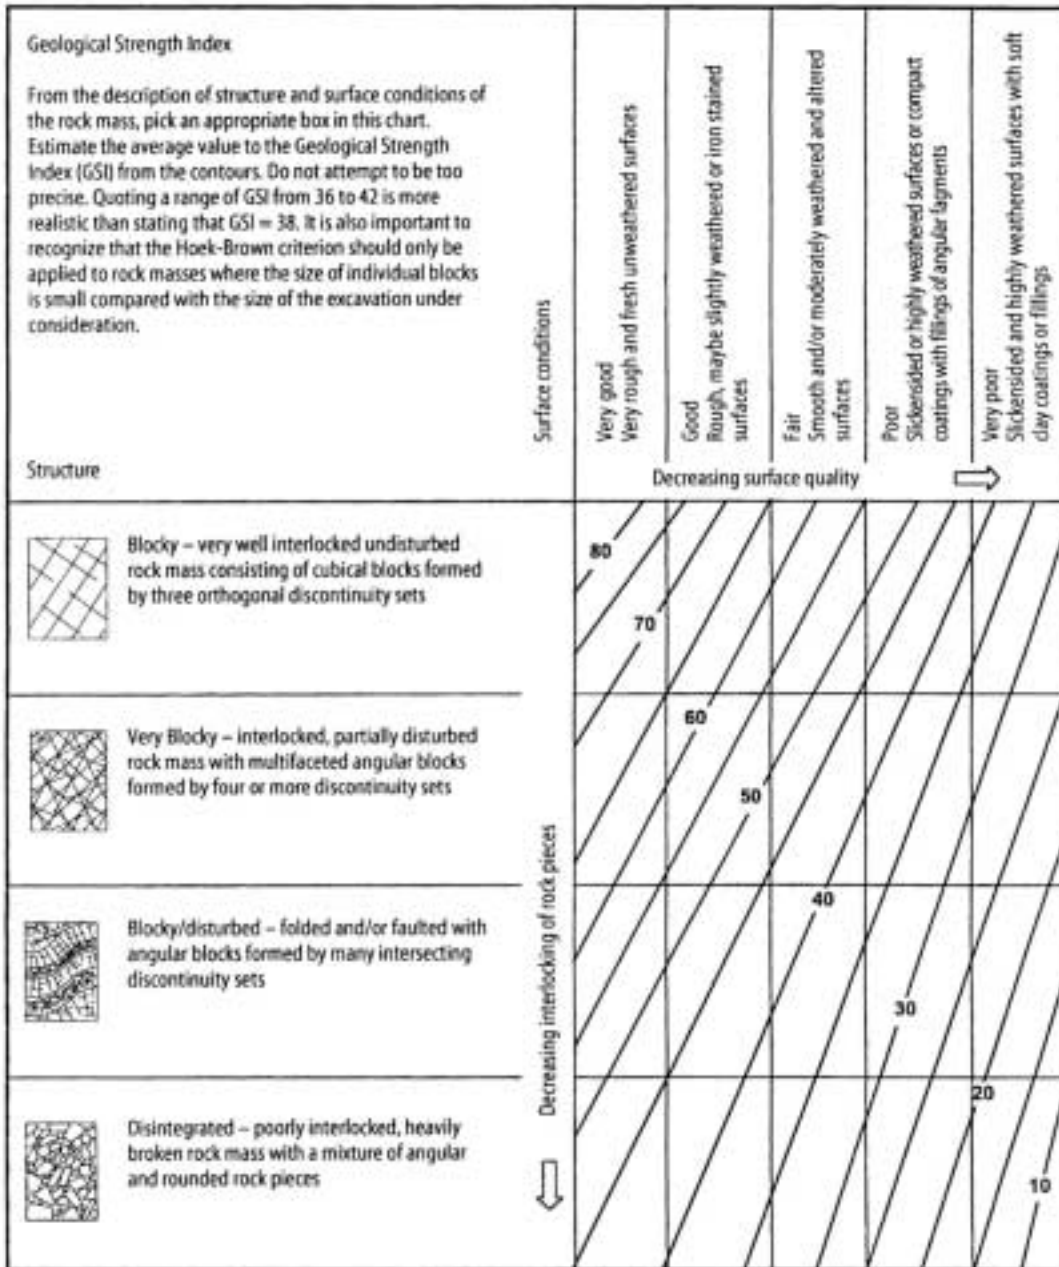 Geological Strength Index
From the description of structure and surface conditions of
the rock mass, pick an appropriate box in this chart.
Estimate the average value to the Geological Strength
Index (GSI) from the contours. Do not attempt to be too
precise. Quoting a range of GSI from 36 to 42 is more
realistic than stating that GSI = 38. It is also important to
recognize that the Hoek-Brown criterion should only be
applied to rock masses where the size of individual blocks
is small compared with the size of the excavation under
consideration.
Structure
Surface conditions
Very good
Very rough and fresh unweathered surfaces
Good
Rough, maybe slightly weathered or iron stained
surfaces
Fair
Smooth and/or moderately weathered and altered
surfaces
Poor
Slickensided or highly weathered surfaces or compact
coatings with fillings of angular fagments
Very poor
Slickensided and highly weathered surfaces with soft
clay coatings or fillings
Decreasing surface quality
Blocky – very well interlocked undisturbed
rock mass consisting of cubical blocks formed
by three orthogonal discontinuity sets
Very Blocky – interlocked, partially disturbed
rock mass with multifaceted angular blocks
formed by four or more discontinuity sets
Blocky/disturbed – folded and/or faulted with
angular blocks formed by many intersecting
discontinuity sets
Disintegrated – poorly interlocked, heavily
broken rock mass with a mixture of angular
and rounded rock pieces
Decreasing interlocking of rock pieces
80
70
60
50
40
30
20
10